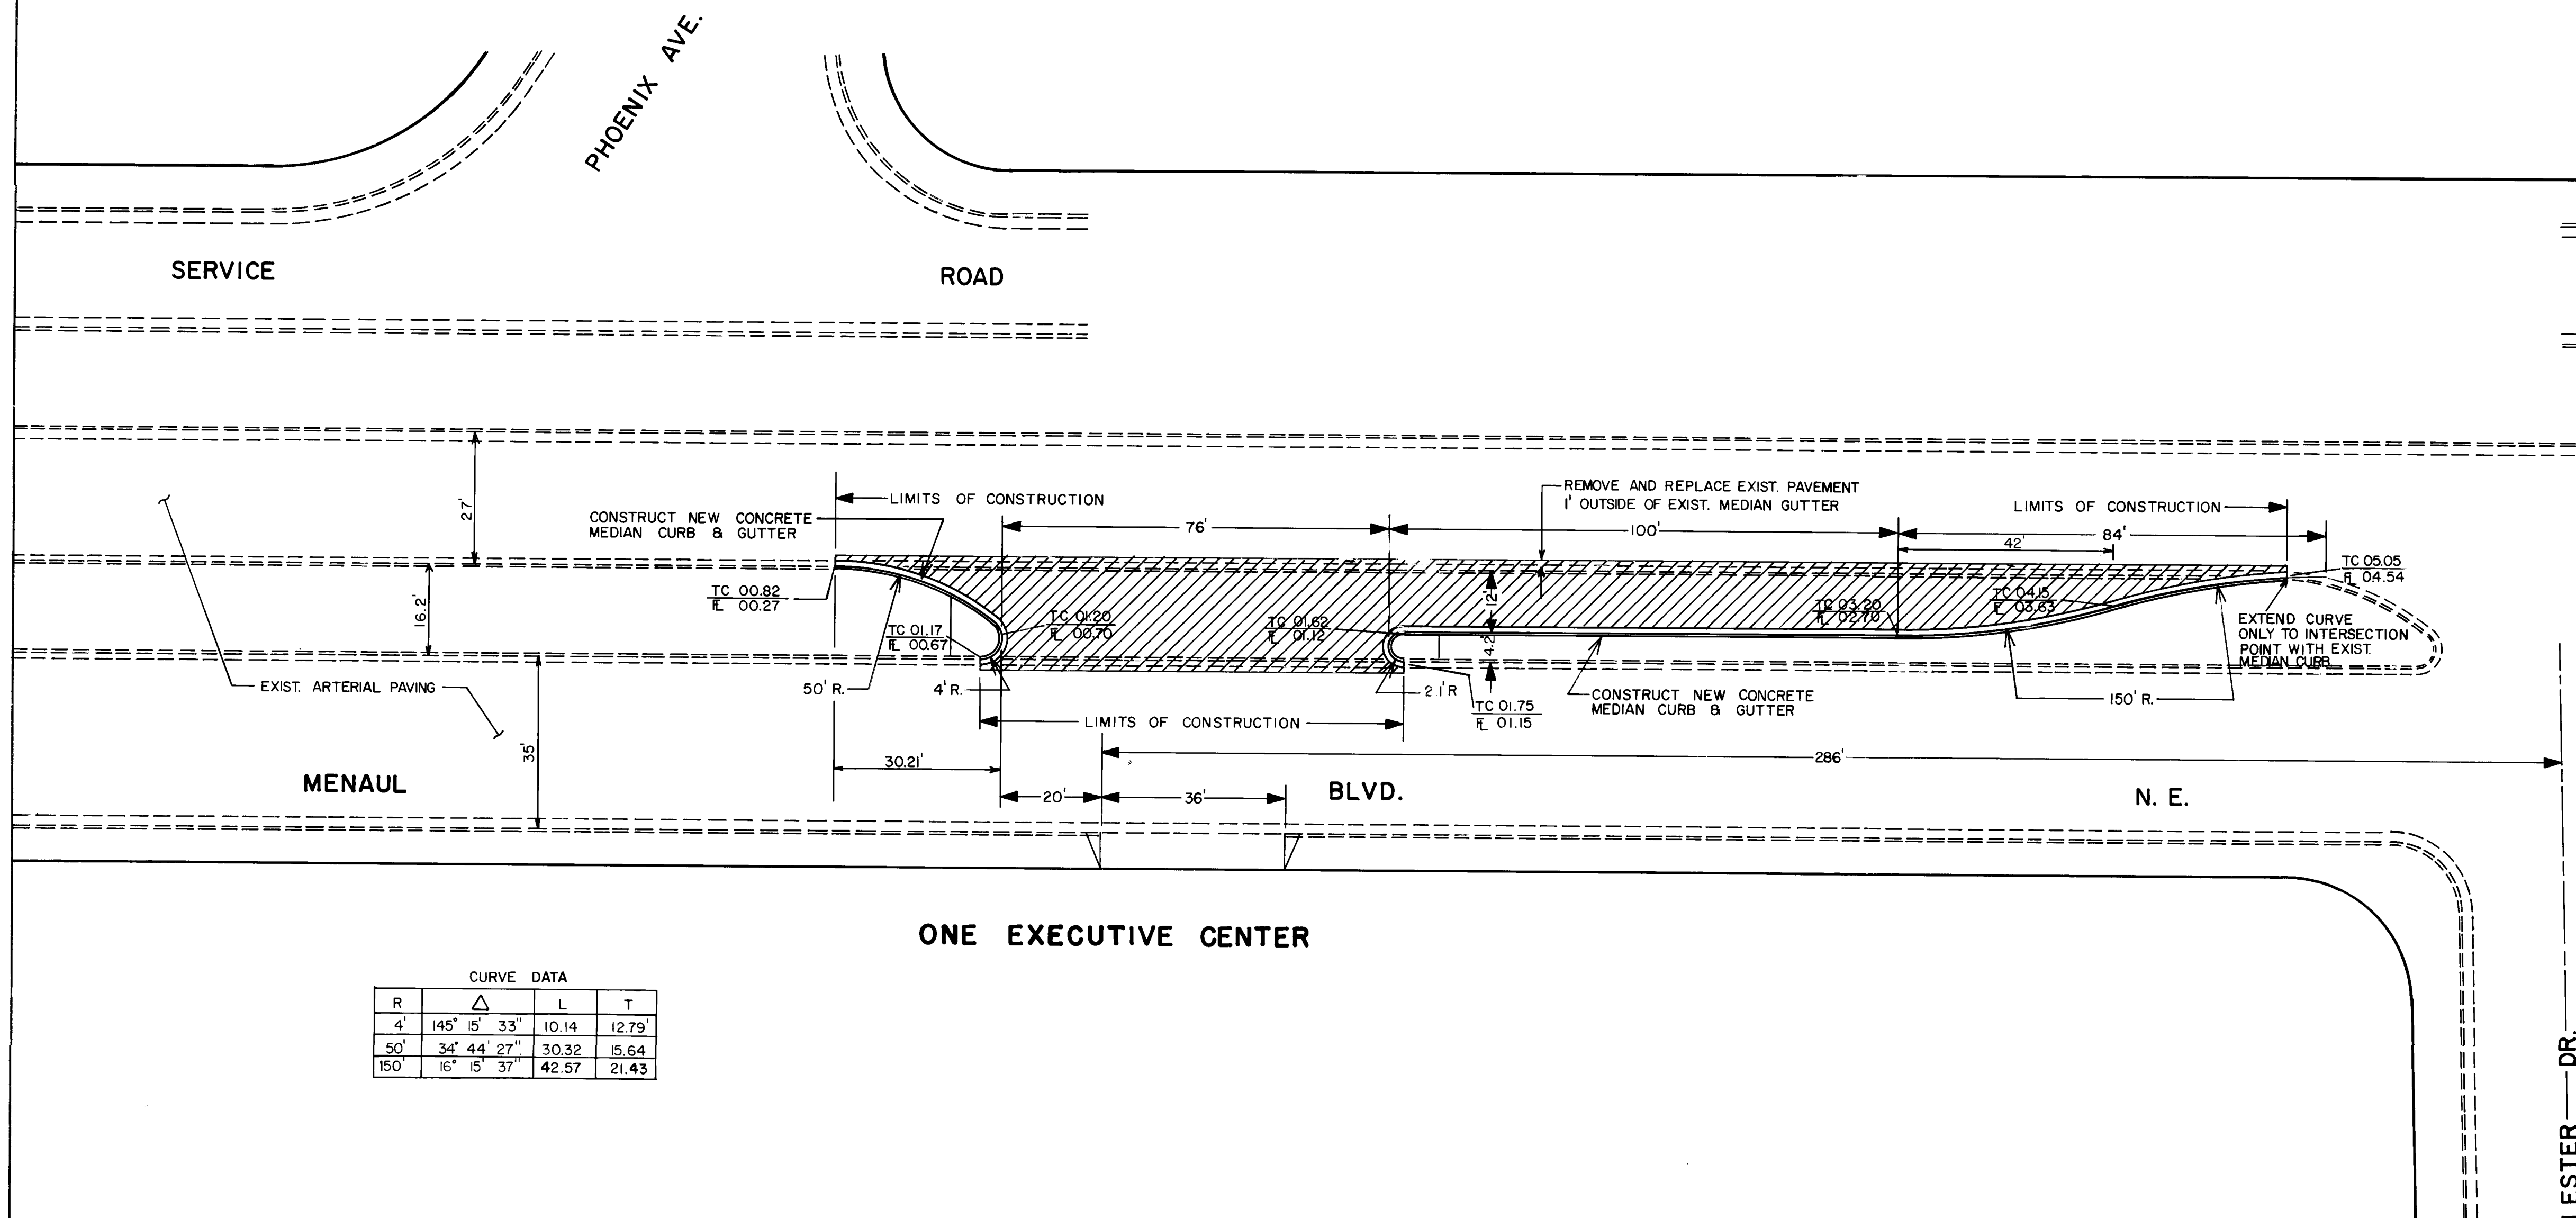 PHOENIX AVE.
SERVICE
ROAD
27'
LIMITS OF CONSTRUCTION
CONSTRUCT NEW CONCRETE
MEDIAN CURB & GUTTER
76'
REMOVE AND REPLACE EXIST. PAVEMENT
1' OUTSIDE OF EXIST. MEDIAN GUTTER
100'
LIMITS OF CONSTRUCTION
84'
42'
16.2'
TC 00.82
FL 00.27
TC 01.17
FL 00.67
TC 01.20
FL 00.70
TC 01.62
FL 01.12
12'
4.2'
TC 03.20
FL 02.70
TC 04.15
FL 03.63
TC 05.05
FL 04.54
EXTEND CURVE
ONLY TO INTERSECTION
POINT WITH EXIST.
MEDIAN CURB
EXIST. ARTERIAL PAVING
50' R.
4' R.
2 1' R
TC 01.75
FL 01.15
CONSTRUCT NEW CONCRETE
MEDIAN CURB & GUTTER
150' R.
LIMITS OF CONSTRUCTION
35'
30.21'
286'
20'
36'
MENAUL
BLVD.
N. E.
ONE EXECUTIVE CENTER
CURVE DATA
R △ L T
4' 145° 15' 33" 10.14 12.79'
50' 34° 44' 27" 30.32 15.64
150' 16° 15' 37" 42.57 21.43
LESTER DR.